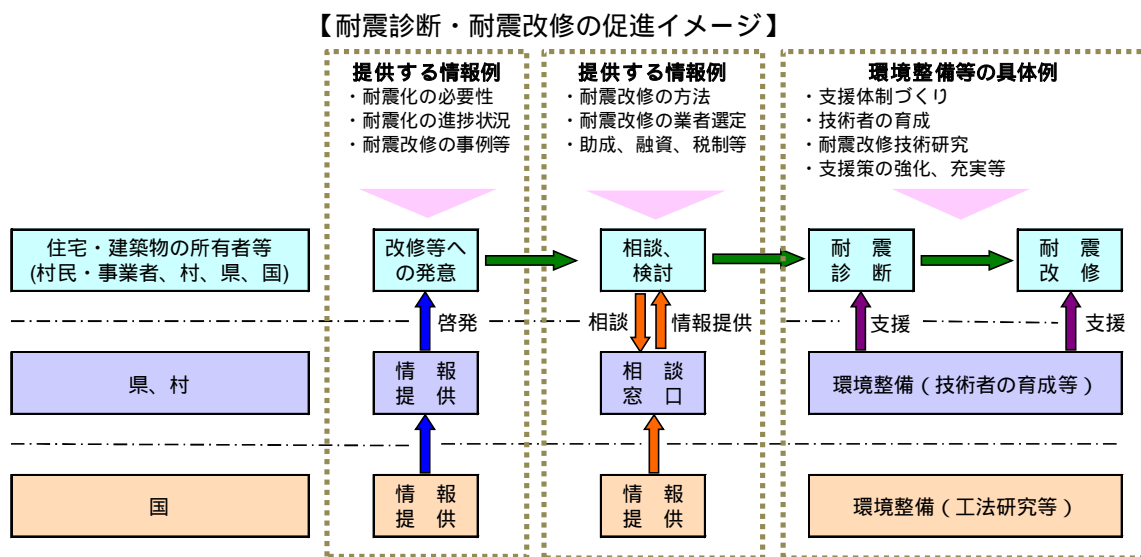 【耐震診断・耐震改修の促進イメージ】
提供する情報例
・耐震化の必要性
・耐震化の進捗状況
・耐震改修の事例等
提供する情報例
・耐震改修の方法
・耐震改修の業者選定
・助成、融資、税制等
環境整備等の具体例
・支援体制づくり
・技術者の育成
・耐震改修技術研究
・支援策の強化、充実等
住宅・建築物の所有者等
(村民・事業者、村、県、国)
改修等へ
の発意
相談、
検討
耐 震
診 断
耐 震
改 修
啓発
相談
情報提供
支援
支援
県、村
情 報
提 供
相 談
窓 口
環境整備（技術者の育成等）
国
情 報
提 供
情 報
提 供
環境整備（工法研究等）